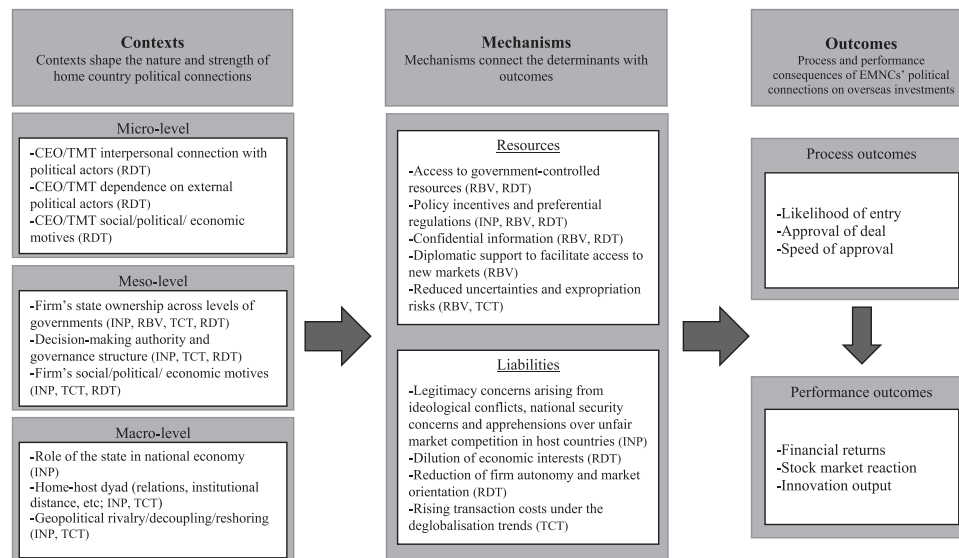 Contexts
Contexts shape the nature and strength of
home country political connections
Micro-level
-CEO/TMT interpersonal connection with
political actors (RDT)
-CEO/TMT dependence on external
political actors (RDT)
-CEO/TMT social/political/ economic
motives (RDT)
Meso-level
-Firm's state ownership across levels of
governments (INP, RBV, TCT, RDT)
-Decision-making authority and
governance structure (INP, TCT, RDT)
-Firm's social/political/ economic motives
(INP, TCT, RDT)
Macro-level
-Role of the state in national economy
(INP)
-Home-host dyad (relations, institutional
distance, etc; INP, TCT)
-Geopolitical rivalry/decoupling/reshoring
(INP, TCT)
Mechanisms
Mechanisms connect the determinants with
outcomes
Resources
-Access to government-controlled
resources (RBV, RDT)
-Policy incentives and preferential
regulations (INP, RBV, RDT)
-Confidential information (RBV, RDT)
-Diplomatic support to facilitate access to
new markets (RBV)
-Reduced uncertainties and expropriation
risks (RBV, TCT)
Liabilities
-Legitimacy concerns arising from
ideological conflicts, national security
concerns and apprehensions over unfair
market competition in host countries (INP)
-Dilution of economic interests (RDT)
-Reduction of firm autonomy and market
orientation (RDT)
-Rising transaction costs under the
deglobalisation trends (TCT)
Outcomes
Process and performance
consequences of EMNCs' political
connections on overseas investments
Process outcomes
-Likelihood of entry
-Approval of deal
-Speed of approval
Performance outcomes
-Financial returns
-Stock market reaction
-Innovation output